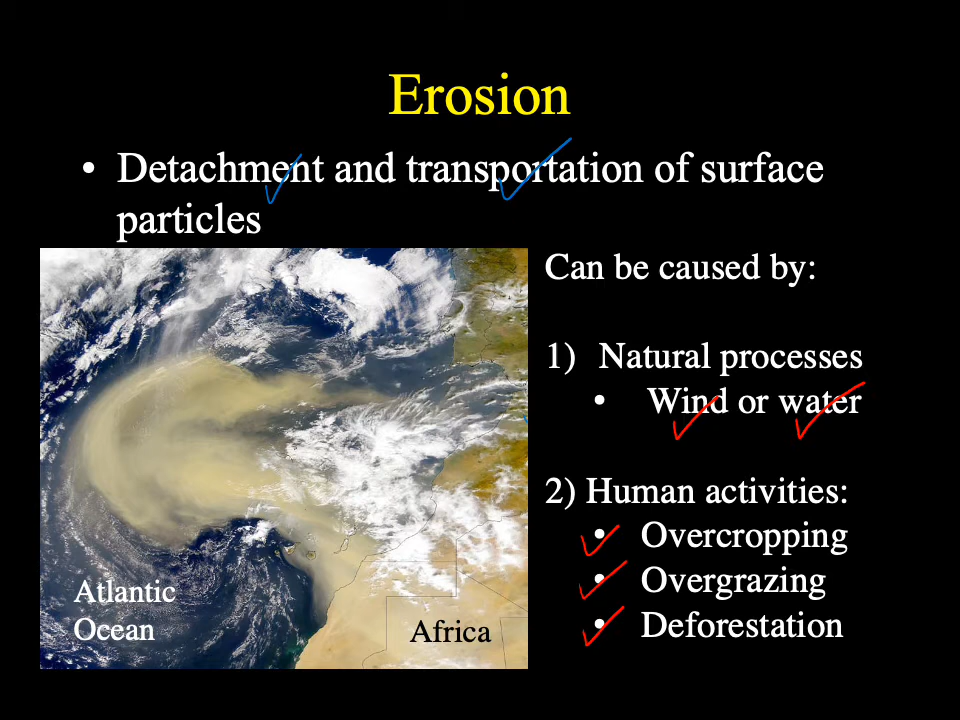 Erosion
• Detachment and transportation of surface
particles
Can be caused by:
1) Natural processes
• Wind or water
2) Human activities:
• Overcropping
• Overgrazing
• Deforestation
Atlantic
Ocean
Africa